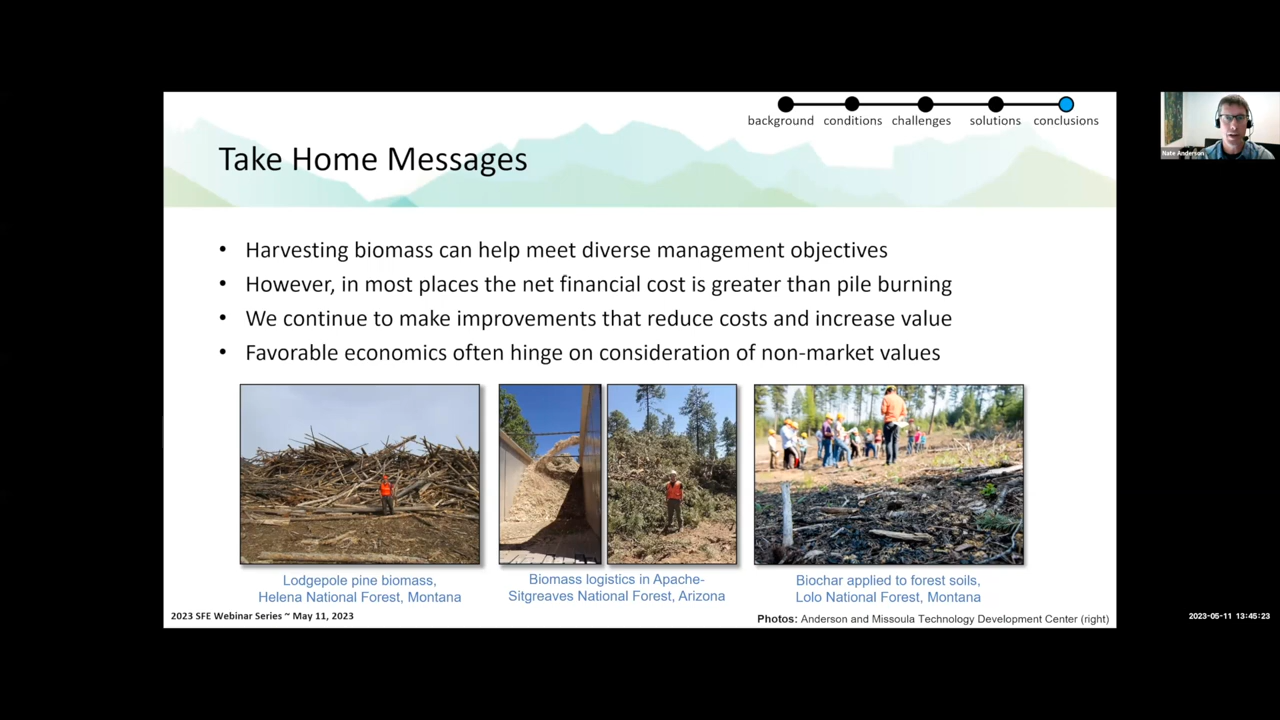 background conditions challenges solutions conclusions
Take Home Messages
Nate Anderson
• Harvesting biomass can help meet diverse management objectives
• However, in most places the net financial cost is greater than pile burning
• We continue to make improvements that reduce costs and increase value
• Favorable economics often hinge on consideration of non-market values
Lodgepole pine biomass,
Helena National Forest, Montana
Biomass logistics in Apache-
Sitgreaves National Forest, Arizona
Biochar applied to forest soils,
Lolo National Forest, Montana
2023 SFE Webinar Series ~ May 11, 2023
Photos: Anderson and Missoula Technology Development Center (right)
2023-05-11 13:45:23